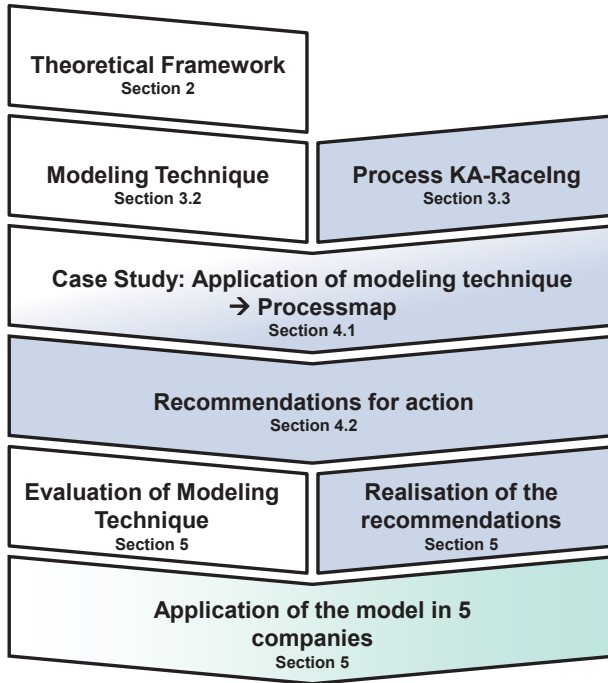 Theoretical Framework
Section 2
Modeling Technique
Section 3.2
Process KA-RaceIng
Section 3.3
Case Study: Application of modeling technique
→ Processmap
Section 4.1
Recommendations for action
Section 4.2
Evaluation of Modeling
Technique
Section 5
Realisation of the
recommendations
Section 5
Application of the model in 5
companies
Section 5